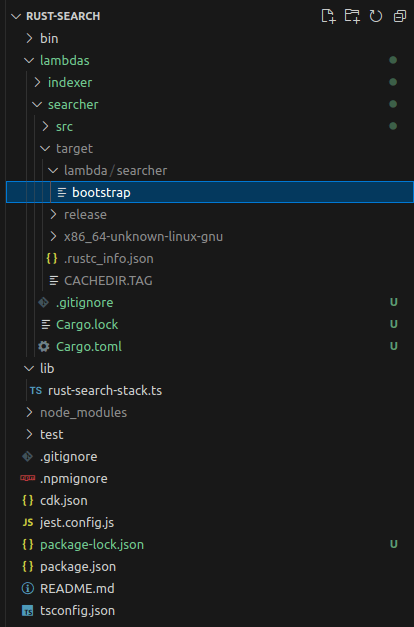 RUST-SEARCH
bin
lambdas
indexer
searcher
src
target
lambda / searcher
bootstrap
release
x86_64-unknown-linux-gnu
{ } .rustc_info.json
CACHEDIR.TAG
.gitignore U
Cargo.lock U
Cargo.toml U
lib
TS rust-search-stack.ts
node_modules
test
.gitignore
npm .npmignore
{ } cdk.json
JS jest.config.js
{ } package-lock.json U
{ } package.json
README.md
TS tsconfig.json